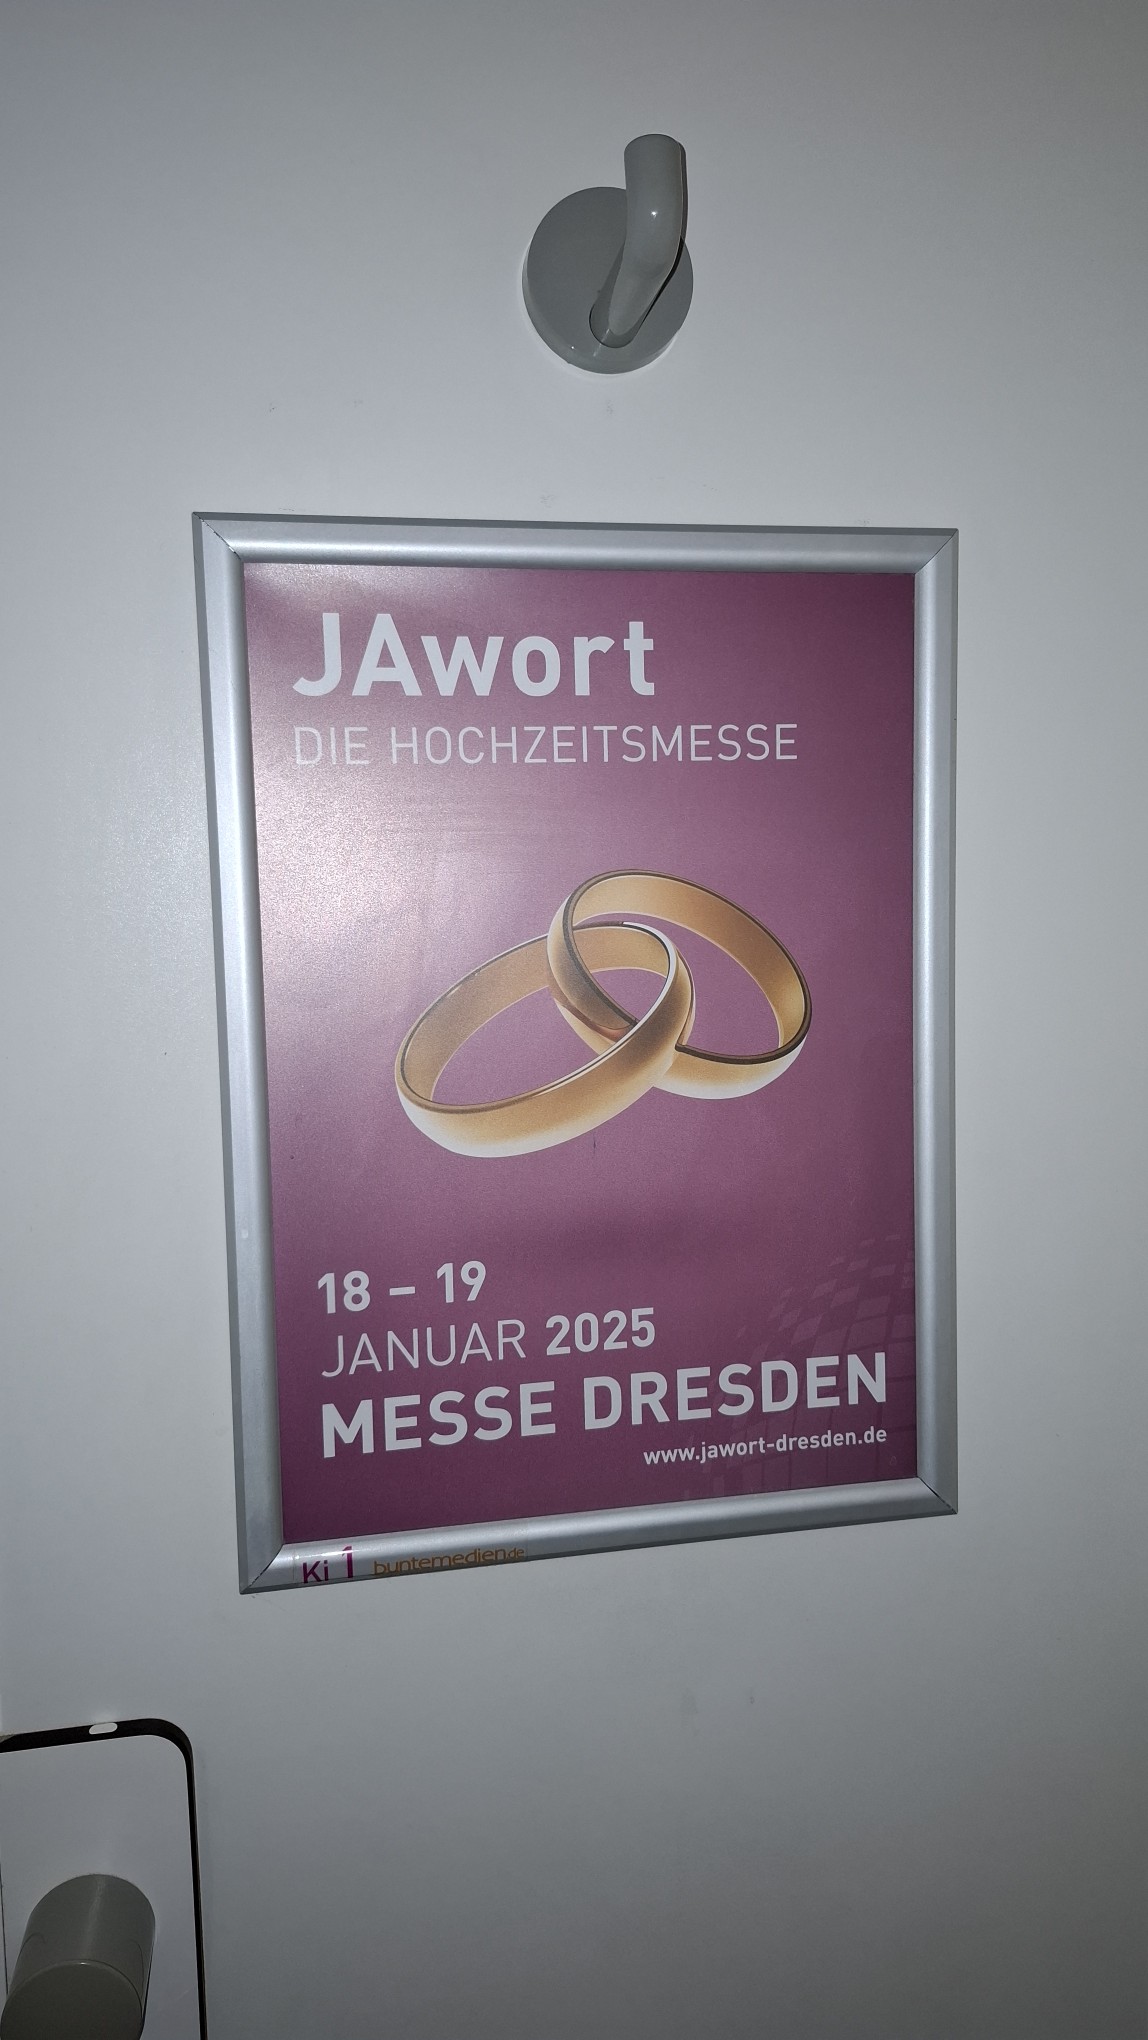 JAwort
DIE HOCHZEITSMESSE
18 – 19
JANUAR 2025
MESSE DRESDEN
www.jawort-dresden.de
Ki 1 buntemedien.de